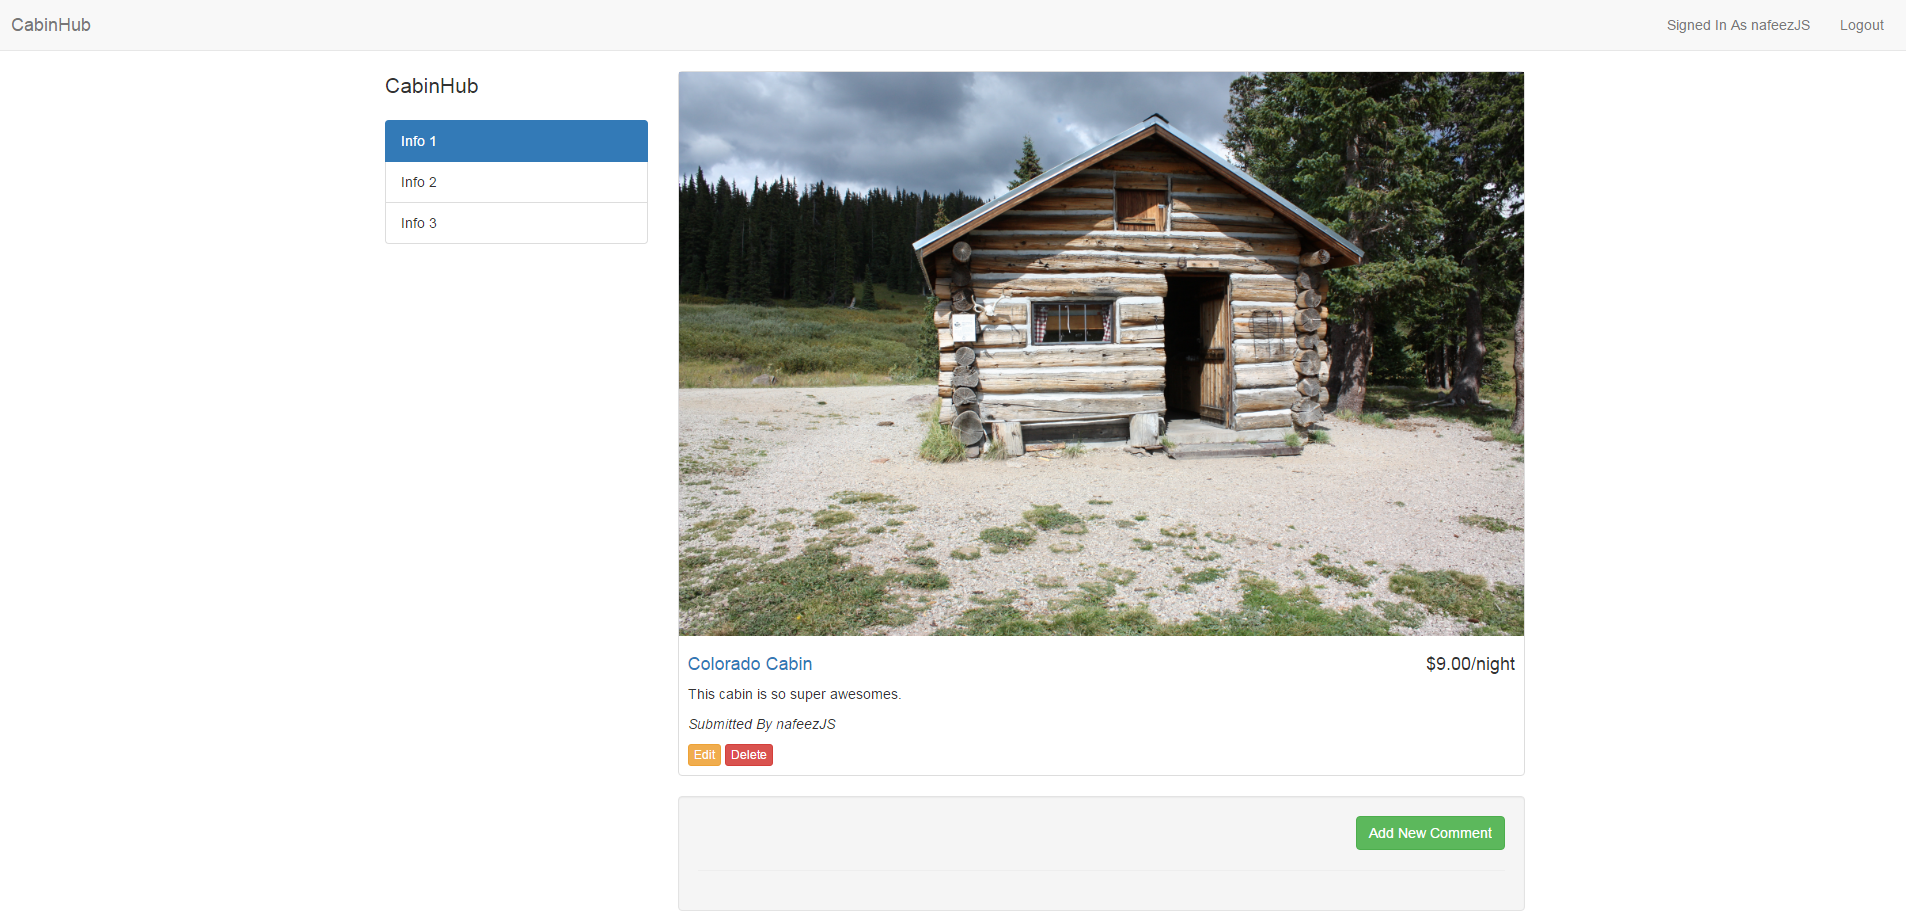 CabinHub
Signed In As nafeezJS
Logout
CabinHub
Info 1
Info 2
Info 3
Colorado Cabin
$9.00/night
This cabin is so super awesomes.
Submitted By nafeezJS
Edit
Delete
Add New Comment